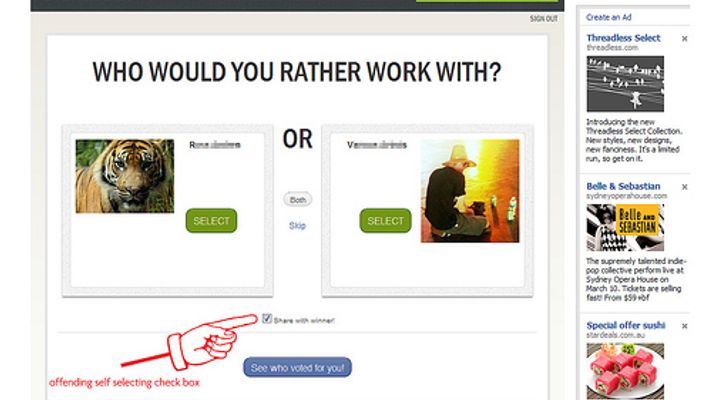 SIGN OUT
WHO WOULD YOU RATHER WORK WITH?
OR
SELECT
Both
Skip
SELECT
Share with winner!
offending self selecting check box
See who voted for you!
Create an Ad
Threadless Select
threadless.com
Introducing the new
Threadless Select Collection.
New styles, new designs,
new fanciness. It's a limited
run, so get on it.
Belle & Sebastian
sydneyoperahouse.com
Belle AND
SEBASTIAN
The supremely talented indie-
pop collective perform live at
Sydney Opera House on
March 10. Tickets are selling
fast! From $59+bf
Special offer sushi
stardeals.com.au